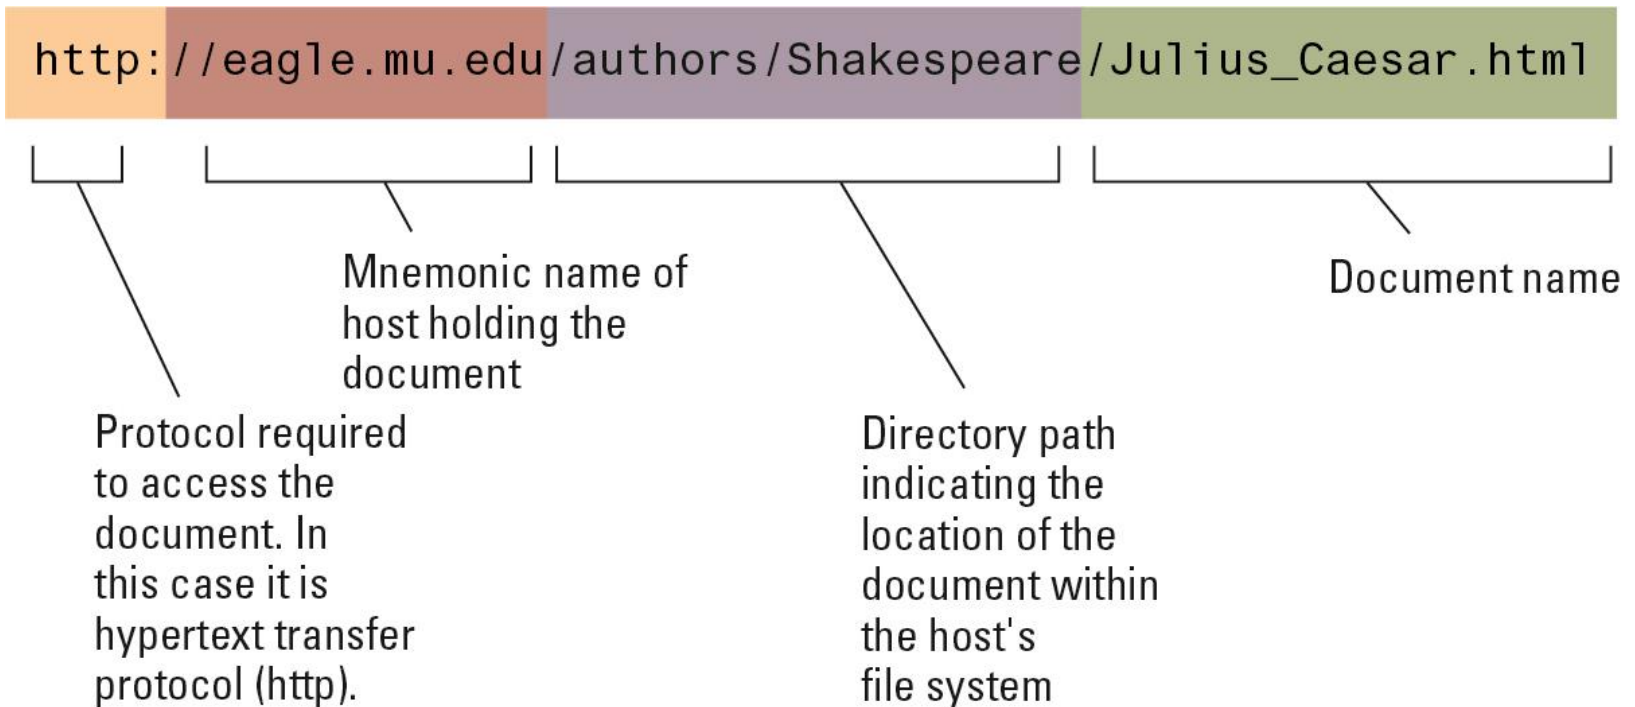 http://eagle.mu.edu/authors/Shakespeare/Julius_Caesar.html
Mnemonic name of
host holding the
document
Document name
Protocol required
to access the
document. In
this case it is
hypertext transfer
protocol (http).
Directory path
indicating the
location of the
document within
the host's
file system